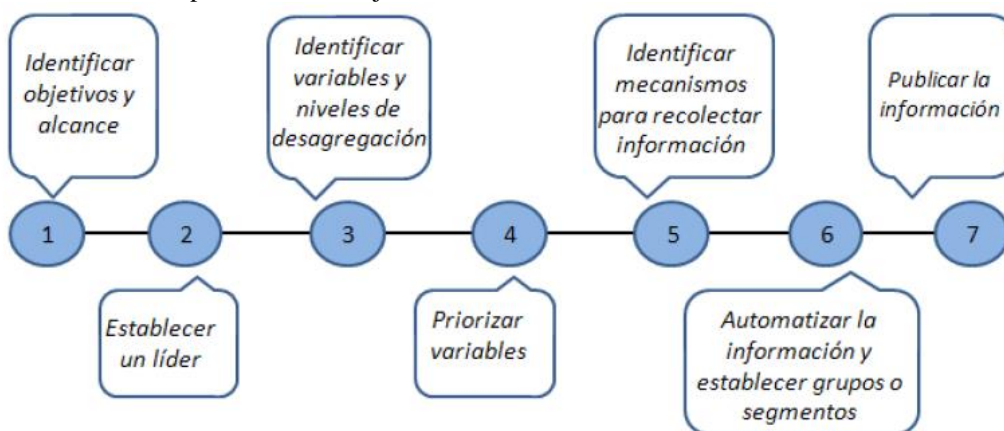 Identificar
objetivos y
alcance
Identificar
variables y
niveles de
desagregación
Identificar
mecanismos
para recolectar
información
Publicar la
información
1
2
3
4
5
6
7
Establecer
un líder
Priorizar
variables
Automatizar la
información y
establecer grupos o
segmentos